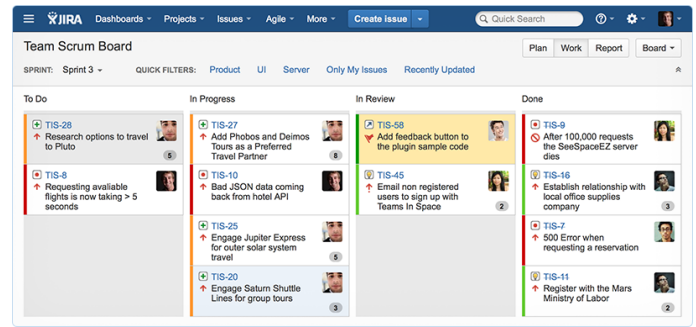 JIRA Dashboards Projects Issues Agile More Create issue Quick Search
Team Scrum Board
Plan Work Report Board
SPRINT: Sprint 3 QUICK FILTERS: Product UI Server Only My Issues Recently Updated
To Do
TIS-28
Research options to travel
to Pluto
5
TIS-8
Requesting avaliable
flights is now taking > 5
seconds
In Progress
TIS-27
Add Phobos and Deimos
Tours as a Preferred
Travel Partner
8
TIS-10
Bad JSON data coming
back from hotel API
TIS-25
Engage Jupiter Express
for outer solar system
travel
5
TIS-20
Engage Saturn Shuttle
Lines for group tours
3
In Review
TIS-58
Add feedback button to
the plugin sample code
TIS-45
Email non registered
users to sign up with
Teams In Space
2
Done
TIS-9
After 100,000 requests
the SeeSpaceEZ server
dies
TIS-16
Establish relationship with
local office supplies
company
3
TIS-7
500 Error when
requesting a reservation
TIS-11
Register with the Mars
Ministry of Labor
2